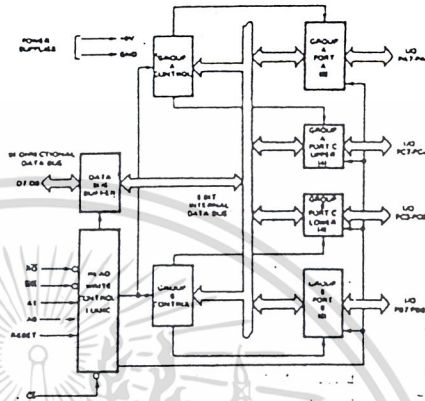 POWER
SUPPLIES
+5V
GND
GROUP
A
CONTROL
GROUP
A
PORT
A
(8)
I/O
PA7-PA0
BI-DIRECTIONAL
DATA BUS
D7-D0
DATA
BUS
BUFFER
8 BIT
INTERNAL
DATA BUS
GROUP
A
PORT C
UPPER
(4)
I/O
PC7-PC4
GROUP
PORT C
LOWER
(4)
I/O
PC3-PC0
RD
WR
A1
A0
RESET
CS
READ
WRITE
CONTROL
LOGIC
GROUP
B
CONTROL
GROUP
B
PORT
B
(8)
I/O
PB7-PB0